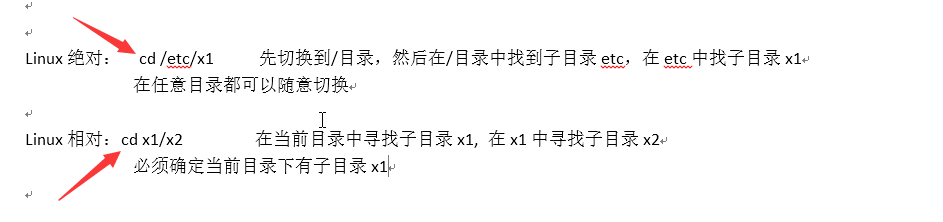 Linux 绝对： cd /etc/x1 先切换到/目录，然后在/目录中找到子目录 etc，在 etc 中找子目录 x1
在任意目录都可以随意切换
Linux 相对：cd x1/x2 在当前目录中寻找子目录 x1, 在 x1 中寻找子目录 x2
必须确定当前目录下有子目录 x1